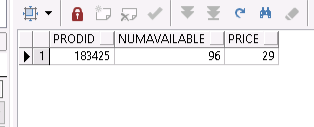 PRODID NUMAVAILABLE PRICE
1 183425 96 29